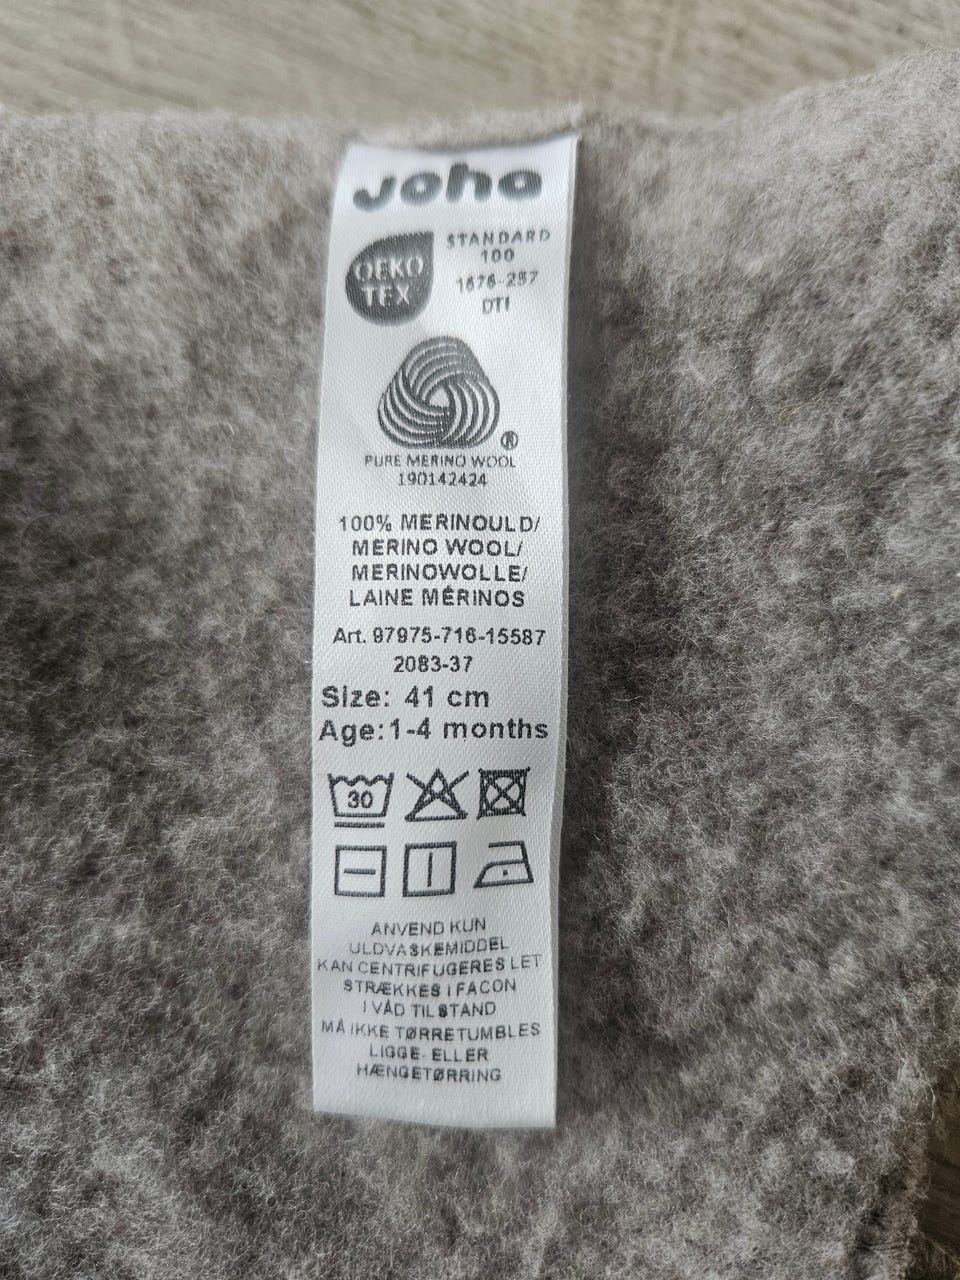 Joha
OEKO
TEX
STANDARD
100
1676-257
DTI
®
PURE MERINO WOOL
190142424
100% MERINOULD/
MERINO WOOL/
MERINOWOLLE/
LAINE MÉRINOS
Art. 97975-716-15587
2083-37
Size: 41 cm
Age:1-4 months
30
ANVEND KUN
ULDVASKEMIDDEL
KAN CENTRIFUGERES LET
STRÆKKES I FACON
I VÅD TILSTAND
MÅ IKKE TØRRETUMBLES
LIGGE- ELLER
HÆNGETØRRING